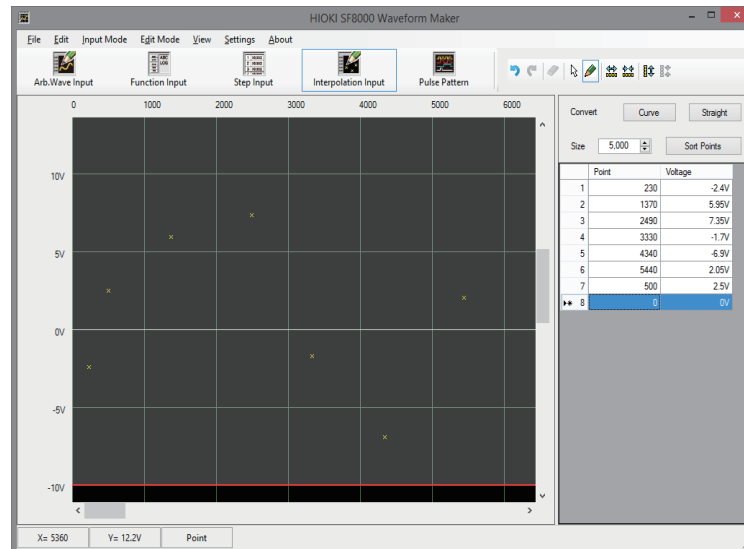 HIOKI SF8000 Waveform Maker
File Edit Input Mode Edit Mode View Settings About
Arb.Wave Input Function Input Step Input Interpolation Input Pulse Pattern
0 1000 2000 3000 4000 5000 6000
10V
5V
0V
-5V
-10V
Convert Curve Straight
Size 5.000 Sort Points
Point Voltage
1 230 -2.4V
2 1370 5.95V
3 2490 7.35V
4 3330 -1.7V
5 4340 -6.9V
6 5440 2.05V
7 500 2.5V
8 0 0V
X= 5360 Y= 12.2V Point